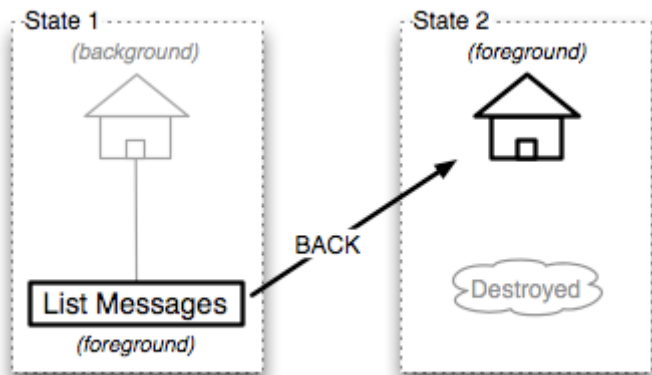 State 1
(background)
List Messages
(foreground)
BACK
State 2
(foreground)
Destroyed